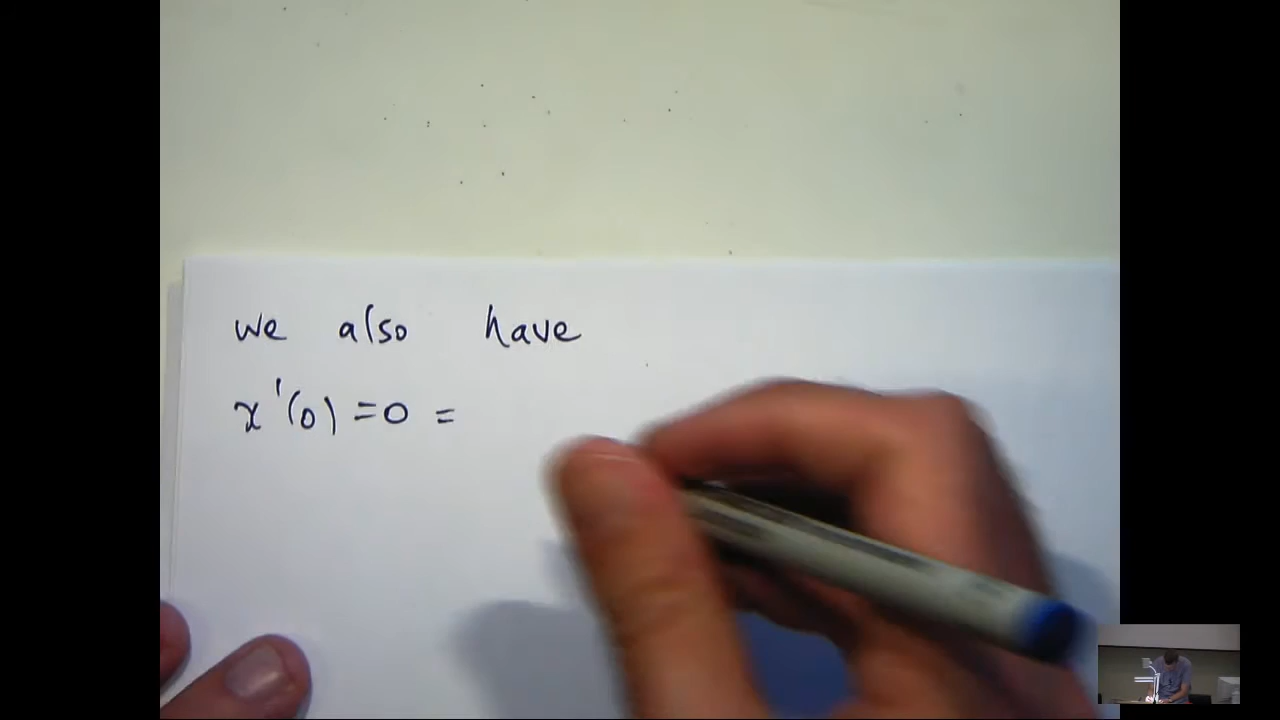 we also have
x'(0) = 0 =